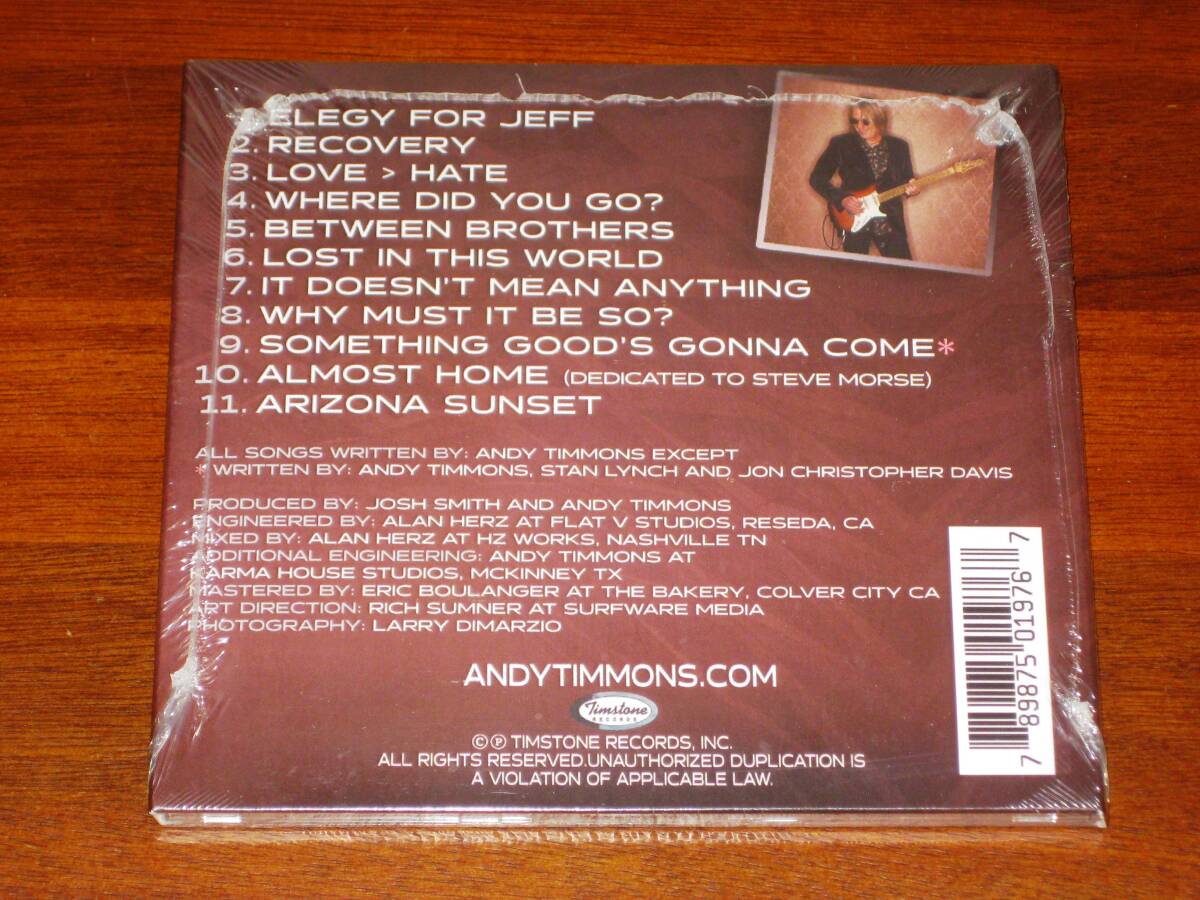 1. ELEGY FOR JEFF
2. RECOVERY
3. LOVE > HATE
4. WHERE DID YOU GO?
5. BETWEEN BROTHERS
6. LOST IN THIS WORLD
7. IT DOESN'T MEAN ANYTHING
8. WHY MUST IT BE SO?
9. SOMETHING GOOD'S GONNA COME*
10. ALMOST HOME (DEDICATED TO STEVE MORSE)
11. ARIZONA SUNSET
ALL SONGS WRITTEN BY: ANDY TIMMONS EXCEPT
* WRITTEN BY: ANDY TIMMONS, STAN LYNCH AND JON CHRISTOPHER DAVIS
PRODUCED BY: JOSH SMITH AND ANDY TIMMONS
ENGINEERED BY: ALAN HERZ AT FLAT V STUDIOS, RESEDA, CA
MIXED BY: ALAN HERZ AT HZ WORKS, NASHVILLE TN
ADDITIONAL ENGINEERING: ANDY TIMMONS AT
KARMA HOUSE STUDIOS, MCKINNEY TX
MASTERED BY: ERIC BOULANGER AT THE BAKERY, COLVER CITY CA
ART DIRECTION: RICH SUMNER AT SURFWARE MEDIA
PHOTOGRAPHY: LARRY DIMARZIO
ANDYTIMMONS.COM
Timstone
RECORDS
©℗ TIMSTONE RECORDS, INC.
ALL RIGHTS RESERVED.UNAUTHORIZED DUPLICATION IS
A VIOLATION OF APPLICABLE LAW.
7 89875 01976 7